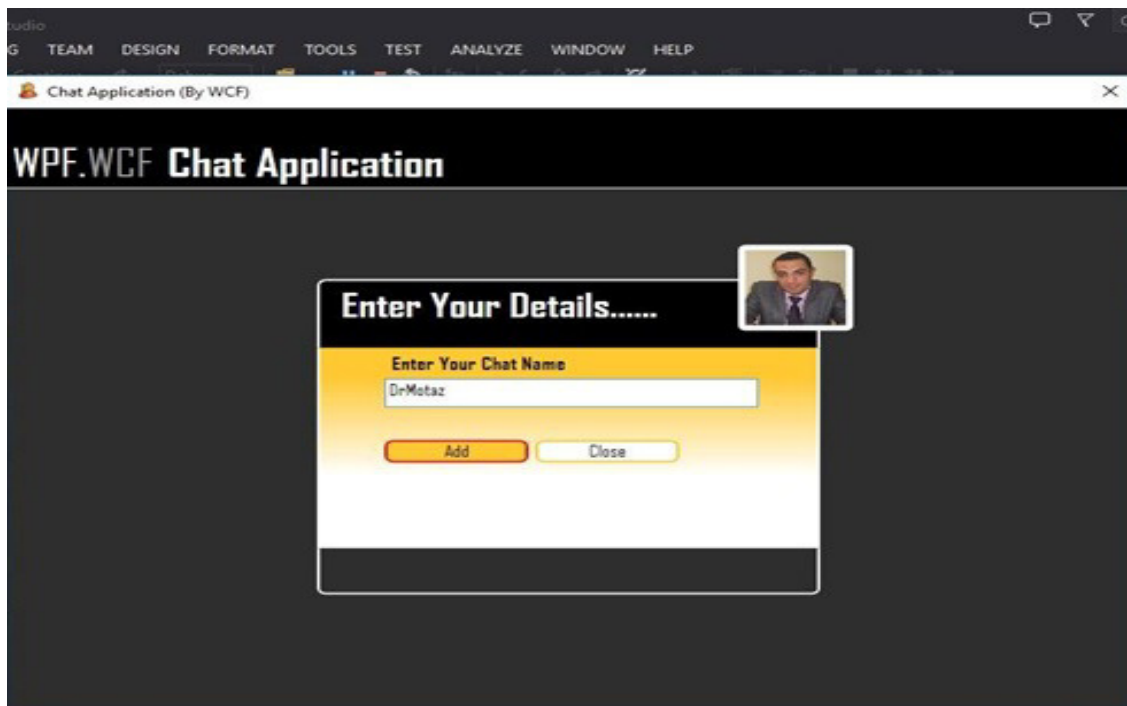 tudio
G TEAM DESIGN FORMAT TOOLS TEST ANALYZE WINDOW HELP
Chat Application (By WCF)
WPF.WCF Chat Application
Enter Your Details......
Enter Your Chat Name
DrMotaz
Add Close